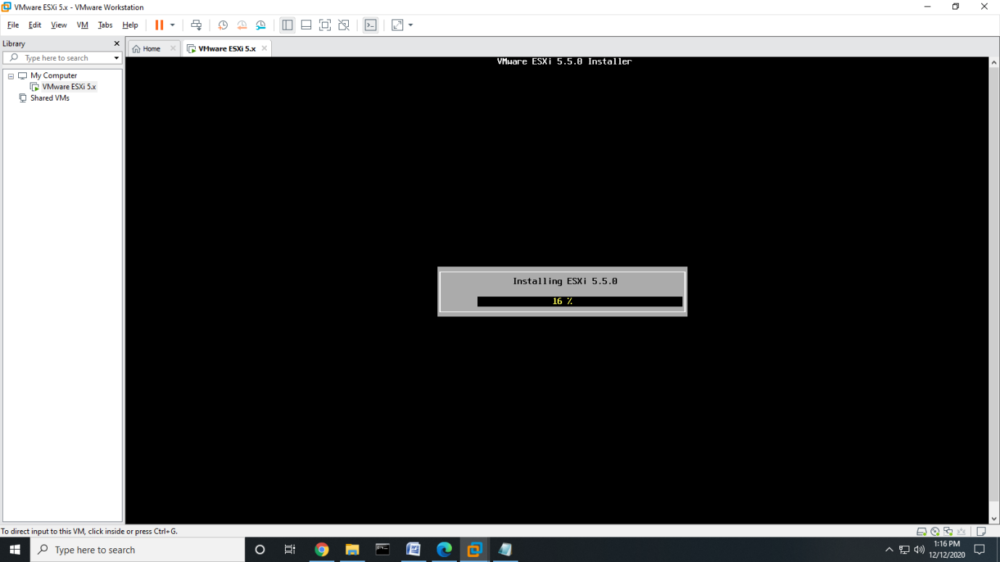 VMware ESXi 5.x - VMware Workstation
File Edit View VM Tabs Help
Library
Home
VMware ESXi 5.x
Type here to search
My Computer
VMware ESXi 5.x
Shared VMs
VMware ESXi 5.5.0 Installer
Installing ESXi 5.5.0
16 %
To direct input to this VM, click inside or press Ctrl+G.
Type here to search
1:16 PM
12/12/2020